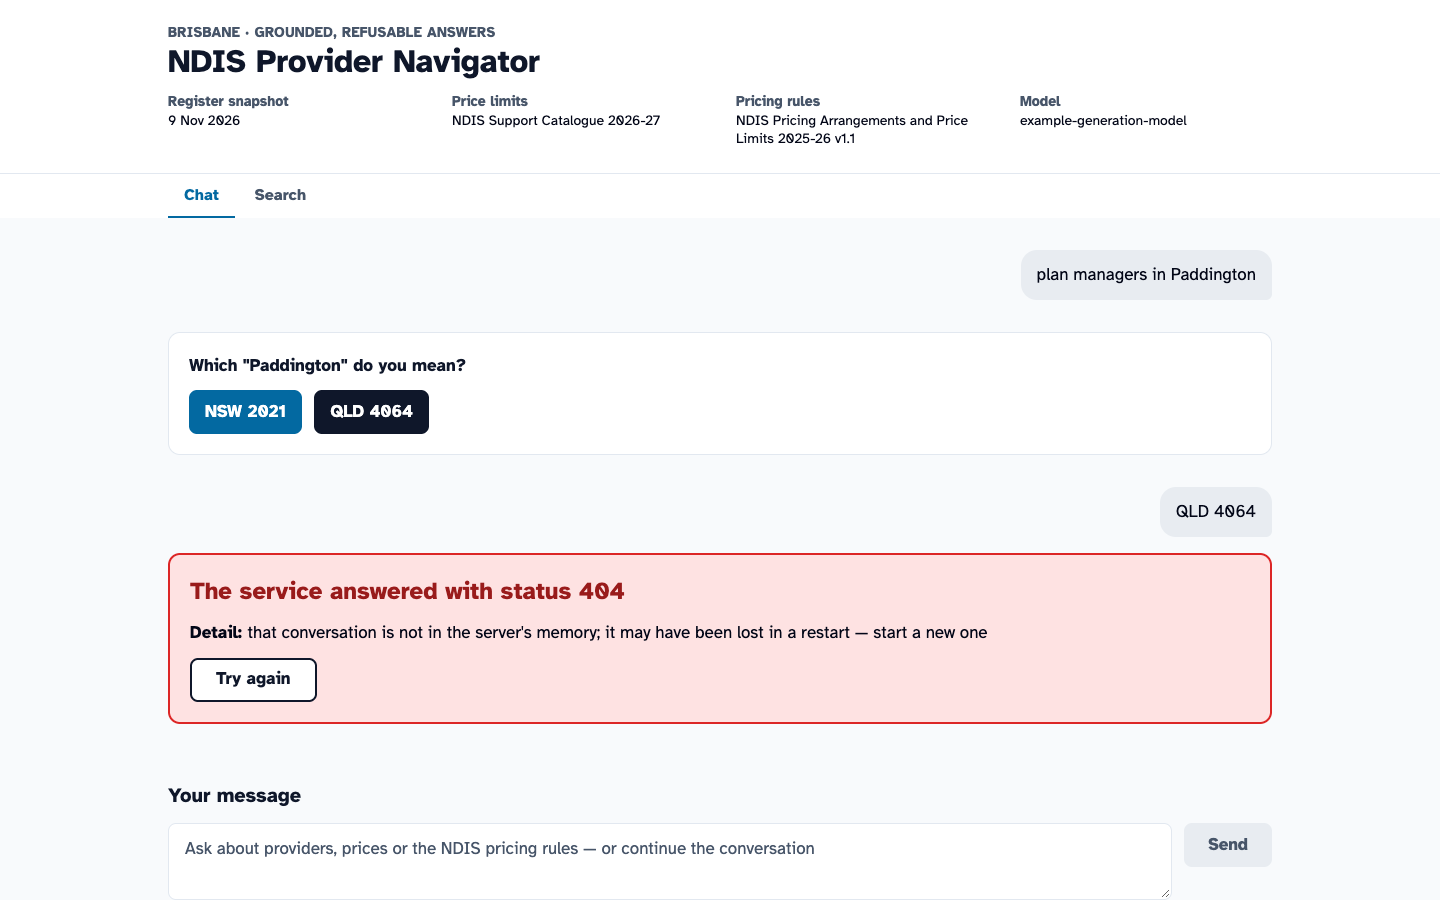 BRISBANE · GROUNDED, REFUSABLE ANSWERS
NDIS Provider Navigator
Register snapshot
9 Nov 2026
Price limits
NDIS Support Catalogue 2026-27
Pricing rules
NDIS Pricing Arrangements and Price
Limits 2025-26 v1.1
Model
example-generation-model
Chat
Search
plan managers in Paddington
Which "Paddington" do you mean?
NSW 2021
QLD 4064
QLD 4064
The service answered with status 404
Detail: that conversation is not in the server's memory; it may have been lost in a restart — start a new one
Try again
Your message
Ask about providers, prices or the NDIS pricing rules — or continue the conversation
Send